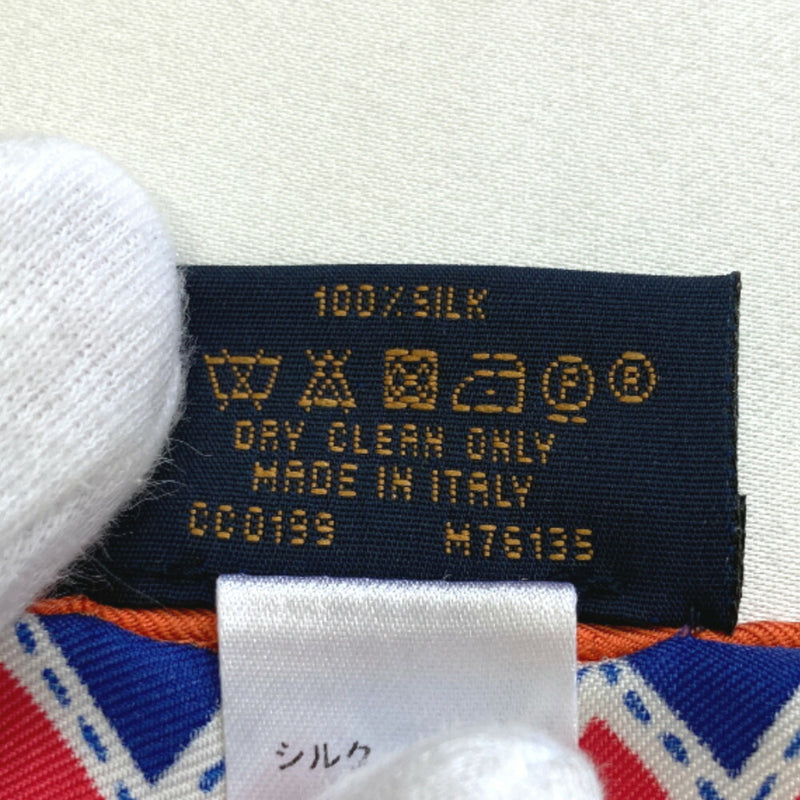 100%SILK
P R
DRY CLEAN ONLY
MADE IN ITALY
CC0199 M76135
シルク